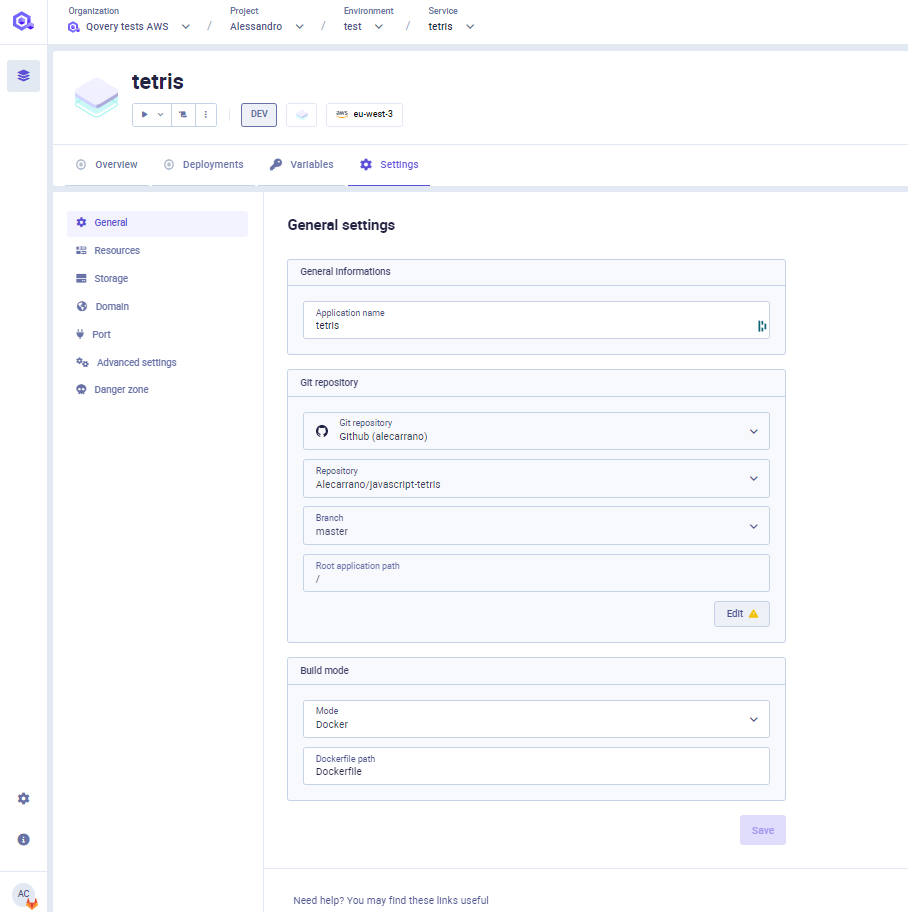 Organization
Project
Environment
Service
Qovery tests AWS
/
Alessandro
/
test
/
tetris
tetris
DEV
aws eu-west-3
Overview
Deployments
Variables
Settings
General
Resources
Storage
Domain
Port
Advanced settings
Danger zone
General settings
General informations
Application name
tetris
Git repository
Git repository
Github (alecarrano)
Repository
Alecarrano/javascript-tetris
Branch
master
Root application path
/
Edit
Build mode
Mode
Docker
Dockerfile path
Dockerfile
Save
Need help? You may find these links useful
AC